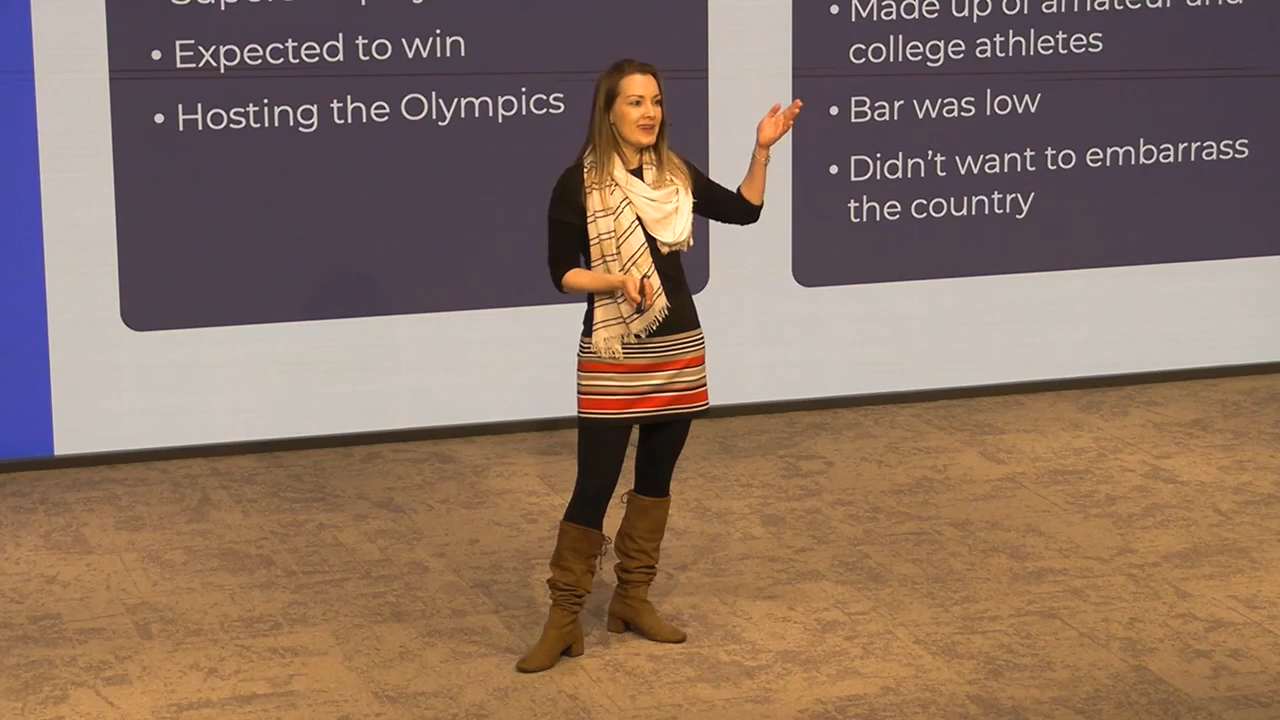 • Expected to win
• Hosting the Olympics
• Made up of amateur and
college athletes
• Bar was low
• Didn't want to embarrass
the country